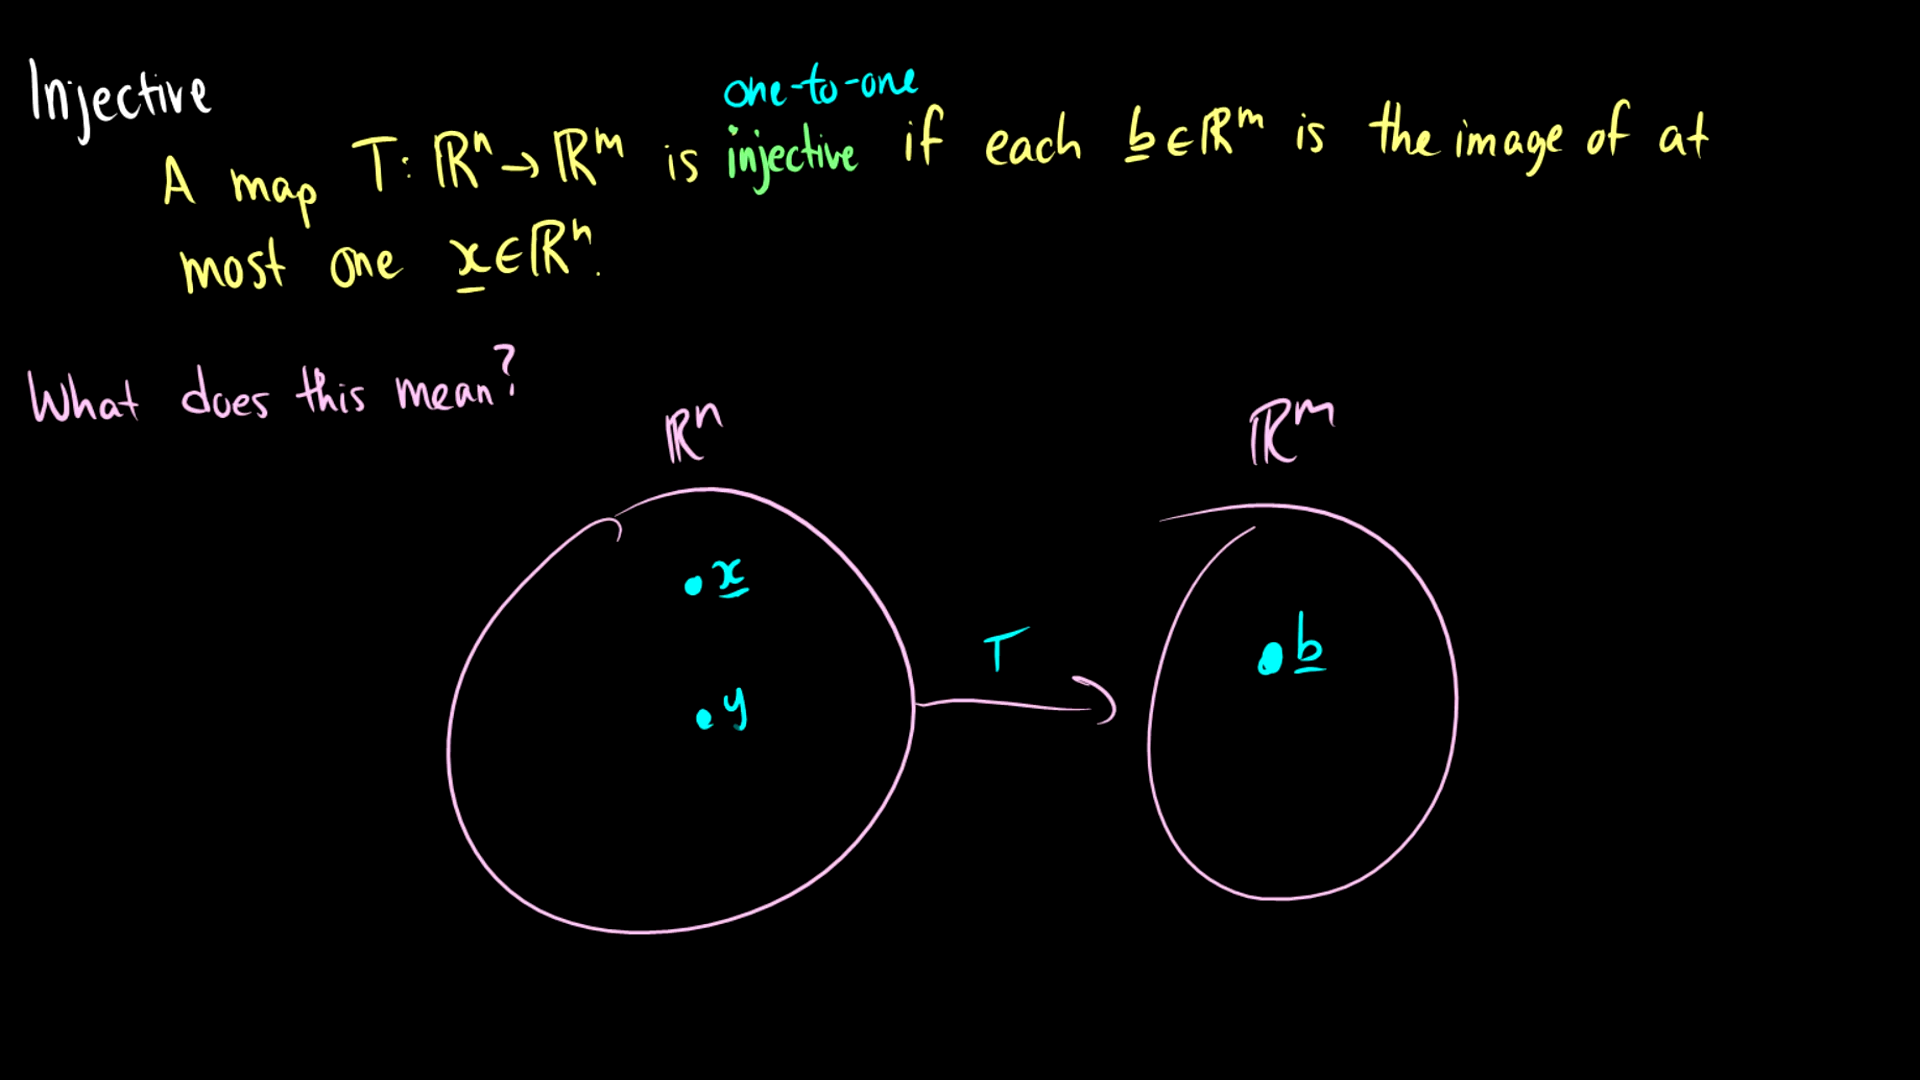 Injective
one-to-one
A map T: ℝⁿ → ℝᵐ is injective if each b ∈ ℝᵐ is the image of at
most one x ∈ ℝⁿ.
What does this mean?
ℝⁿ ℝᵐ
x
T b
y